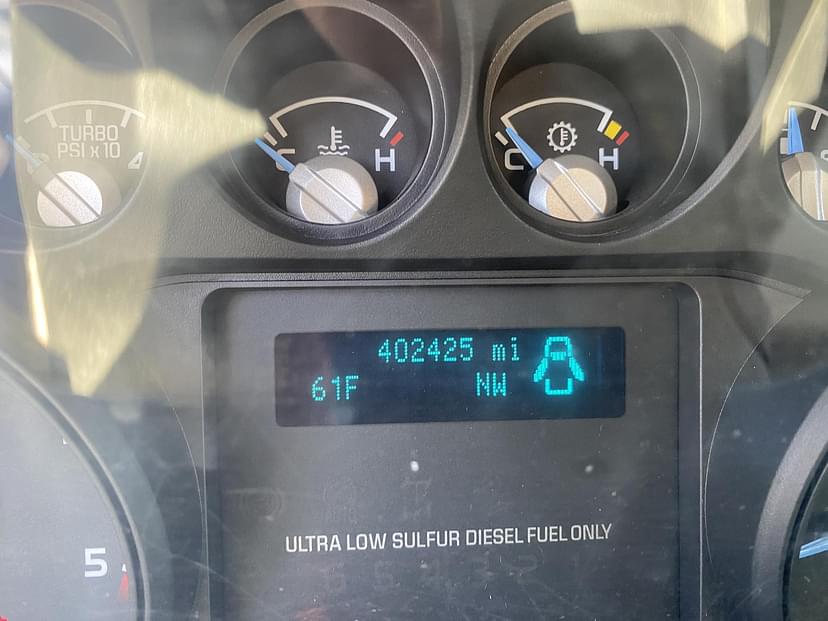 TURBO
PSI x 10
4
C
H
C
H
402425 mi
61F NW
5
ULTRA LOW SULFUR DIESEL FUEL ONLY